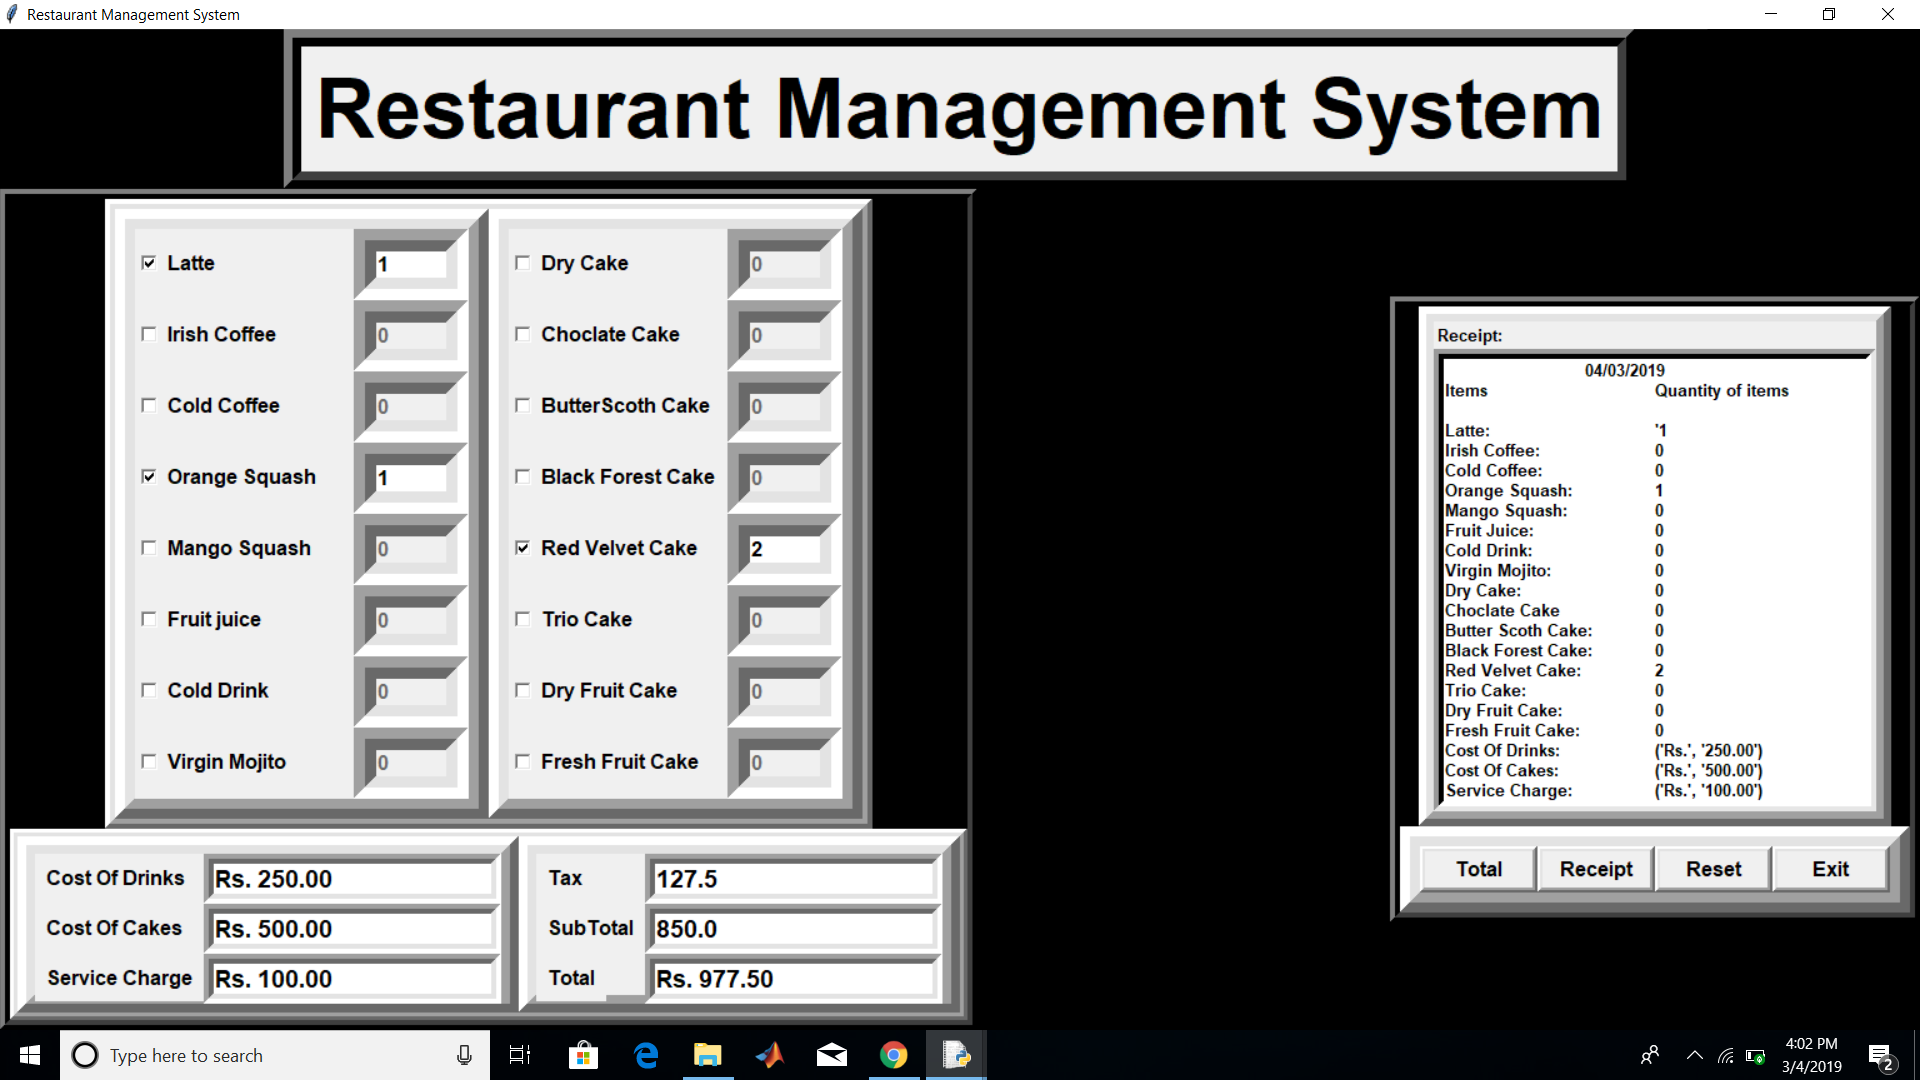 Restaurant Management System
Restaurant Management System
Latte 1
Irish Coffee 0
Cold Coffee 0
Orange Squash 1
Mango Squash 0
Fruit juice 0
Cold Drink 0
Virgin Mojito 0
Dry Cake 0
Choclate Cake 0
ButterScoth Cake 0
Black Forest Cake 0
Red Velvet Cake 2
Trio Cake 0
Dry Fruit Cake 0
Fresh Fruit Cake 0
Cost Of Drinks Rs. 250.00
Cost Of Cakes Rs. 500.00
Service Charge Rs. 100.00
Tax 127.5
SubTotal 850.0
Total Rs. 977.50
Receipt:
04/03/2019
Items Quantity of items
Latte: '1
Irish Coffee: 0
Cold Coffee: 0
Orange Squash: 1
Mango Squash: 0
Fruit Juice: 0
Cold Drink: 0
Virgin Mojito: 0
Dry Cake: 0
Choclate Cake 0
Butter Scoth Cake: 0
Black Forest Cake: 0
Red Velvet Cake: 2
Trio Cake: 0
Dry Fruit Cake: 0
Fresh Fruit Cake: 0
Cost Of Drinks: ('Rs.', '250.00')
Cost Of Cakes: ('Rs.', '500.00')
Service Charge: ('Rs.', '100.00')
Total Receipt Reset Exit
Type here to search
4:02 PM
3/4/2019
2